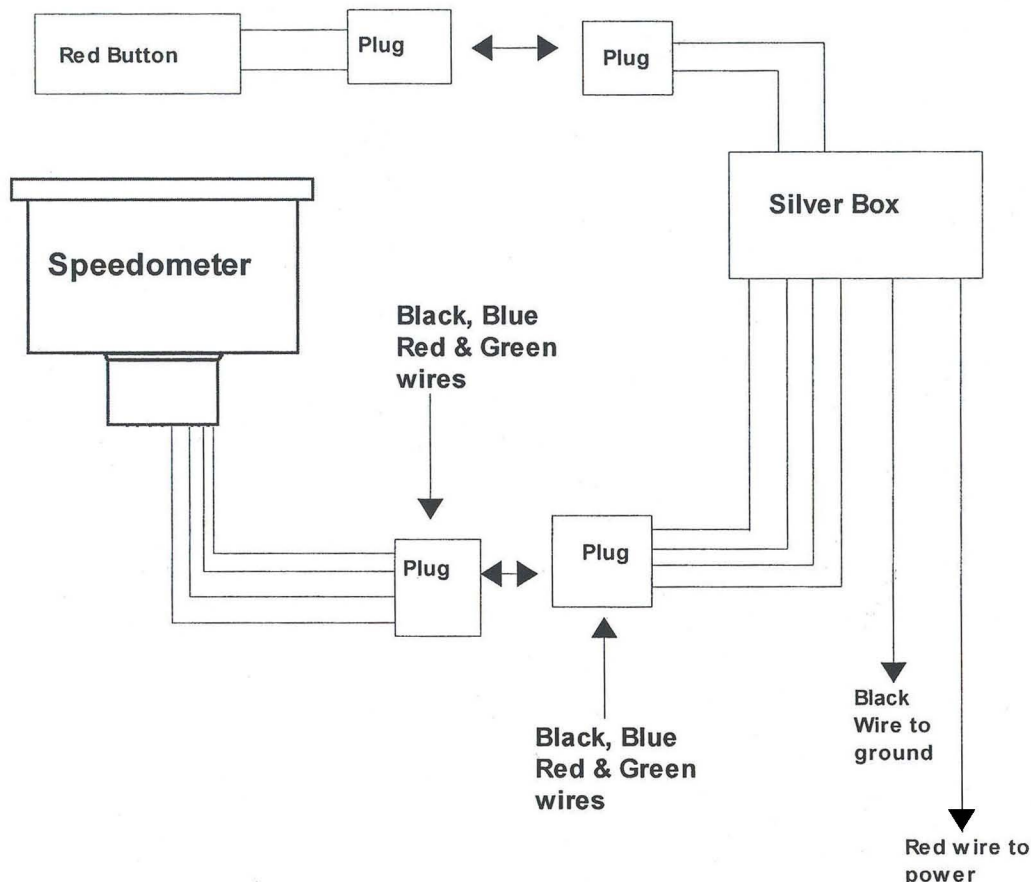 Red Button
Plug
Plug
Silver Box
Speedometer
Black, Blue
Red & Green
wires
Plug
Plug
Black, Blue
Red & Green
wires
Black
Wire to
ground
Red wire to
power